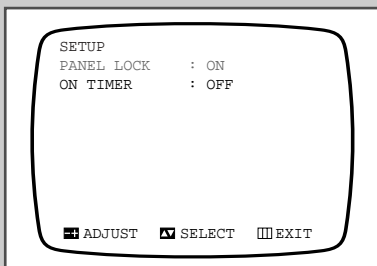 SETUP
PANEL LOCK : ON
ON TIMER : OFF
ADJUST SELECT EXIT